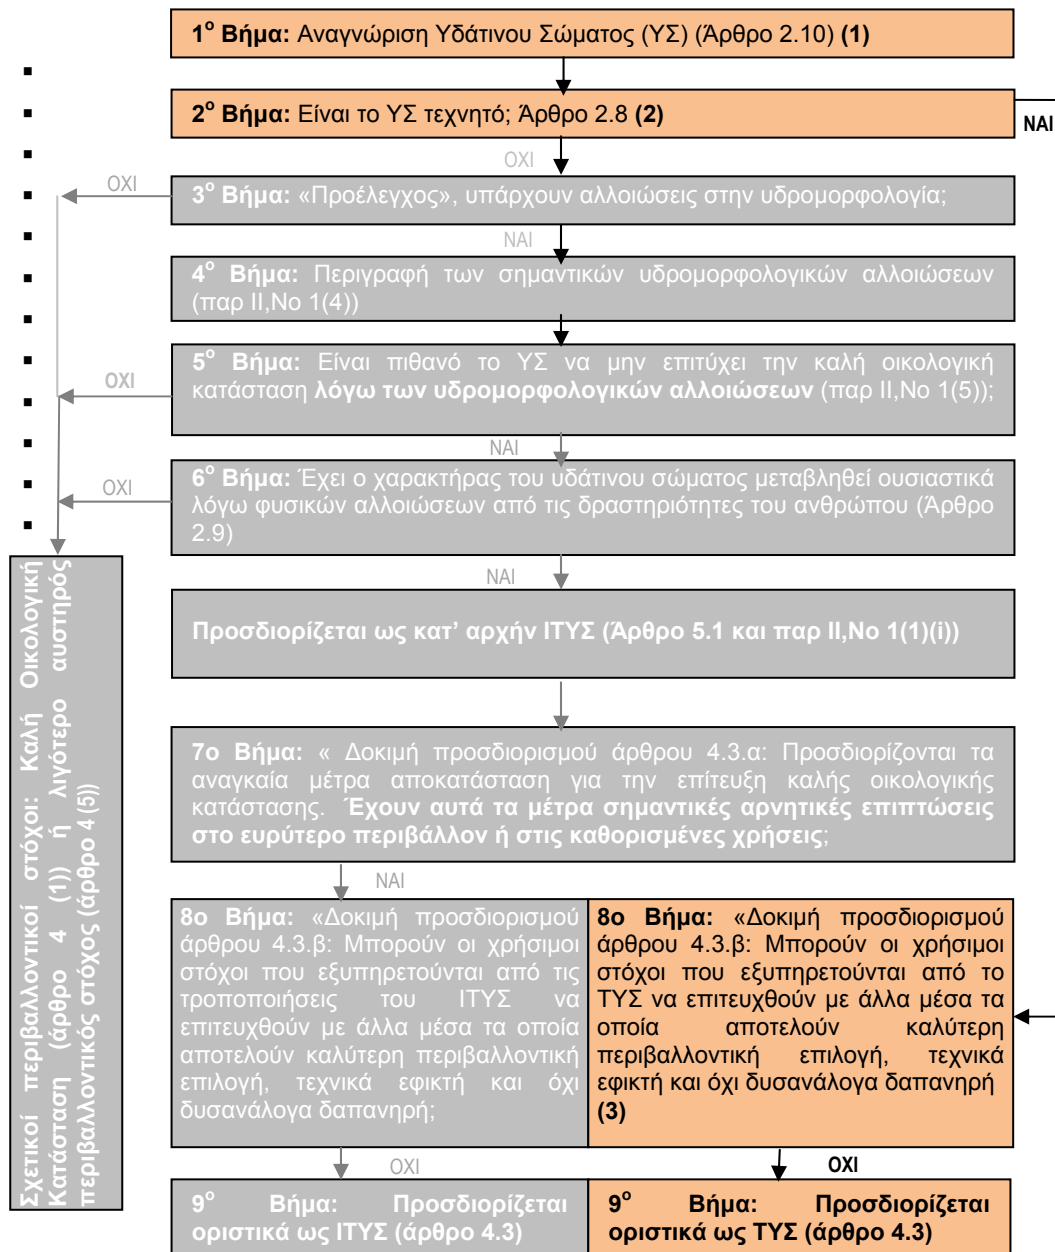 1ο Βήμα: Αναγνώριση Υδάτινου Σώματος (ΥΣ) (Άρθρο 2.10) (1)
2ο Βήμα: Είναι το ΥΣ τεχνητό; Άρθρο 2.8 (2)
ΝΑΙ
ΟΧΙ
ΟΧΙ
3ο Βήμα: «Προέλεγχος», υπάρχουν αλλοιώσεις στην υδρομορφολογία;
ΝΑΙ
4ο Βήμα: Περιγραφή των σημαντικών υδρομορφολογικών αλλοιώσεων
(παρ ΙΙ,Νο 1(4))
ΟΧΙ
5ο Βήμα: Είναι πιθανό το ΥΣ να μην επιτύχει την καλή οικολογική
κατάσταση λόγω των υδρομορφολογικών αλλοιώσεων (παρ ΙΙ,Νο 1(5));
ΝΑΙ
ΟΧΙ
6ο Βήμα: Έχει ο χαρακτήρας του υδάτινου σώματος μεταβληθεί ουσιαστικά
λόγω φυσικών αλλοιώσεων από τις δραστηριότητες του ανθρώπου (Άρθρο
2.9)
ΝΑΙ
Προσδιορίζεται ως κατ’ αρχήν ΙΤΥΣ (Άρθρο 5.1 και παρ ΙΙ,Νο 1(1)(i))
7ο Βήμα: « Δοκιμή προσδιορισμού άρθρου 4.3.α: Προσδιορίζονται τα
αναγκαία μέτρα αποκατάσταση για την επίτευξη καλής οικολογικής
κατάστασης. Έχουν αυτά τα μέτρα σημαντικές αρνητικές επιπτώσεις
στο ευρύτερο περιβάλλον ή στις καθορισμένες χρήσεις;
ΝΑΙ
8ο Βήμα: «Δοκιμή προσδιορισμού
άρθρου 4.3.β: Μπορούν οι χρήσιμοι
στόχοι που εξυπηρετούνται από τις
τροποποιήσεις του ΙΤΥΣ να
επιτευχθούν με άλλα μέσα τα οποία
αποτελούν καλύτερη περιβαλλοντική
επιλογή, τεχνικά εφικτή και όχι
δυσανάλογα δαπανηρή;
8ο Βήμα: «Δοκιμή προσδιορισμού
άρθρου 4.3.β: Μπορούν οι χρήσιμοι
στόχοι που εξυπηρετούνται από το
ΤΥΣ να επιτευχθούν με άλλα μέσα τα
οποία αποτελούν καλύτερη
περιβαλλοντική επιλογή, τεχνικά
εφικτή και όχι δυσανάλογα δαπανηρή
(3)
ΟΧΙ
ΟΧΙ
9ο Βήμα: Προσδιορίζεται
οριστικά ως ΙΤΥΣ (άρθρο 4.3)
9ο Βήμα: Προσδιορίζεται
οριστικά ως ΤΥΣ (άρθρο 4.3)
Σχετικοί περιβαλλοντικοί στόχοι: Καλή Οικολογική
Κατάσταση (άρθρο 4 (1)) ή λιγότερο αυστηρός
περιβαλλοντικός στόχος (άρθρο 4(5))